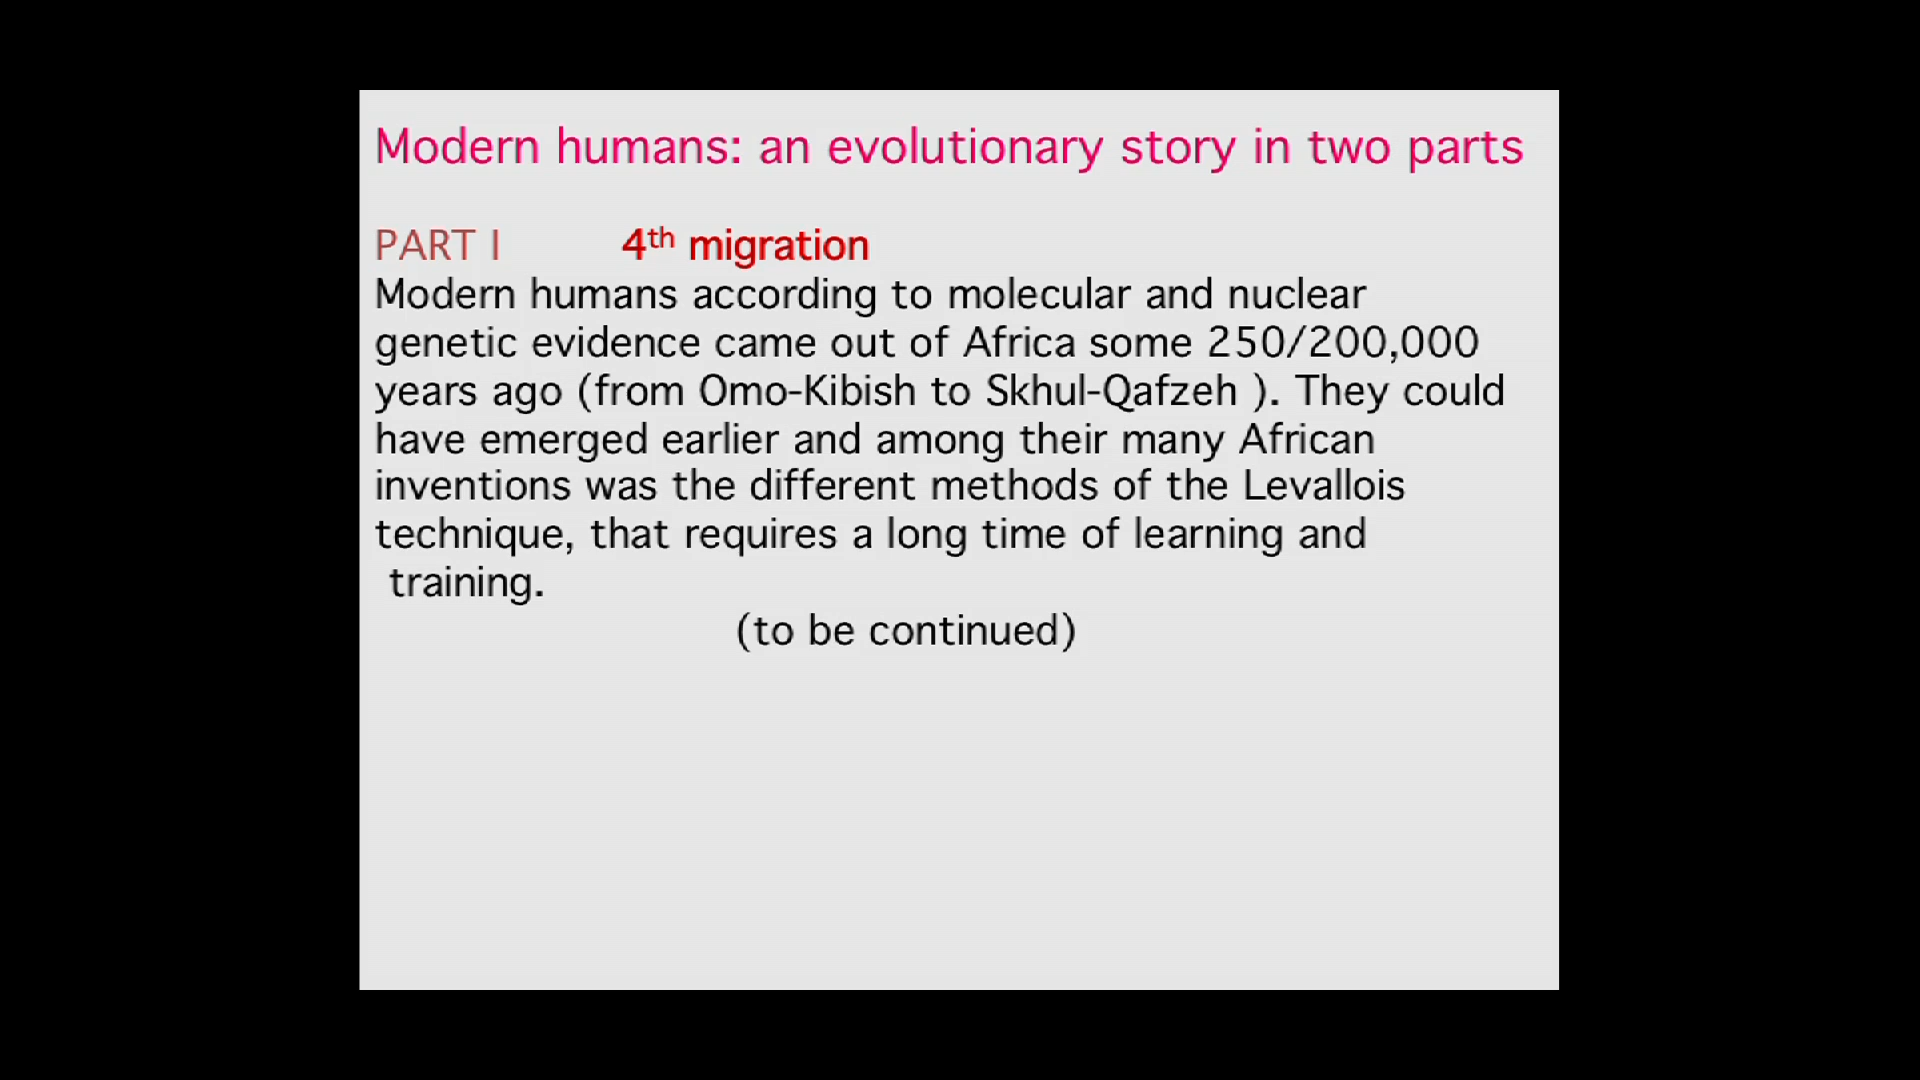 Modern humans: an evolutionary story in two parts
PART I 4th migration
Modern humans according to molecular and nuclear
genetic evidence came out of Africa some 250/200,000
years ago (from Omo-Kibish to Skhul-Qafzeh ). They could
have emerged earlier and among their many African
inventions was the different methods of the Levallois
technique, that requires a long time of learning and
training.
(to be continued)